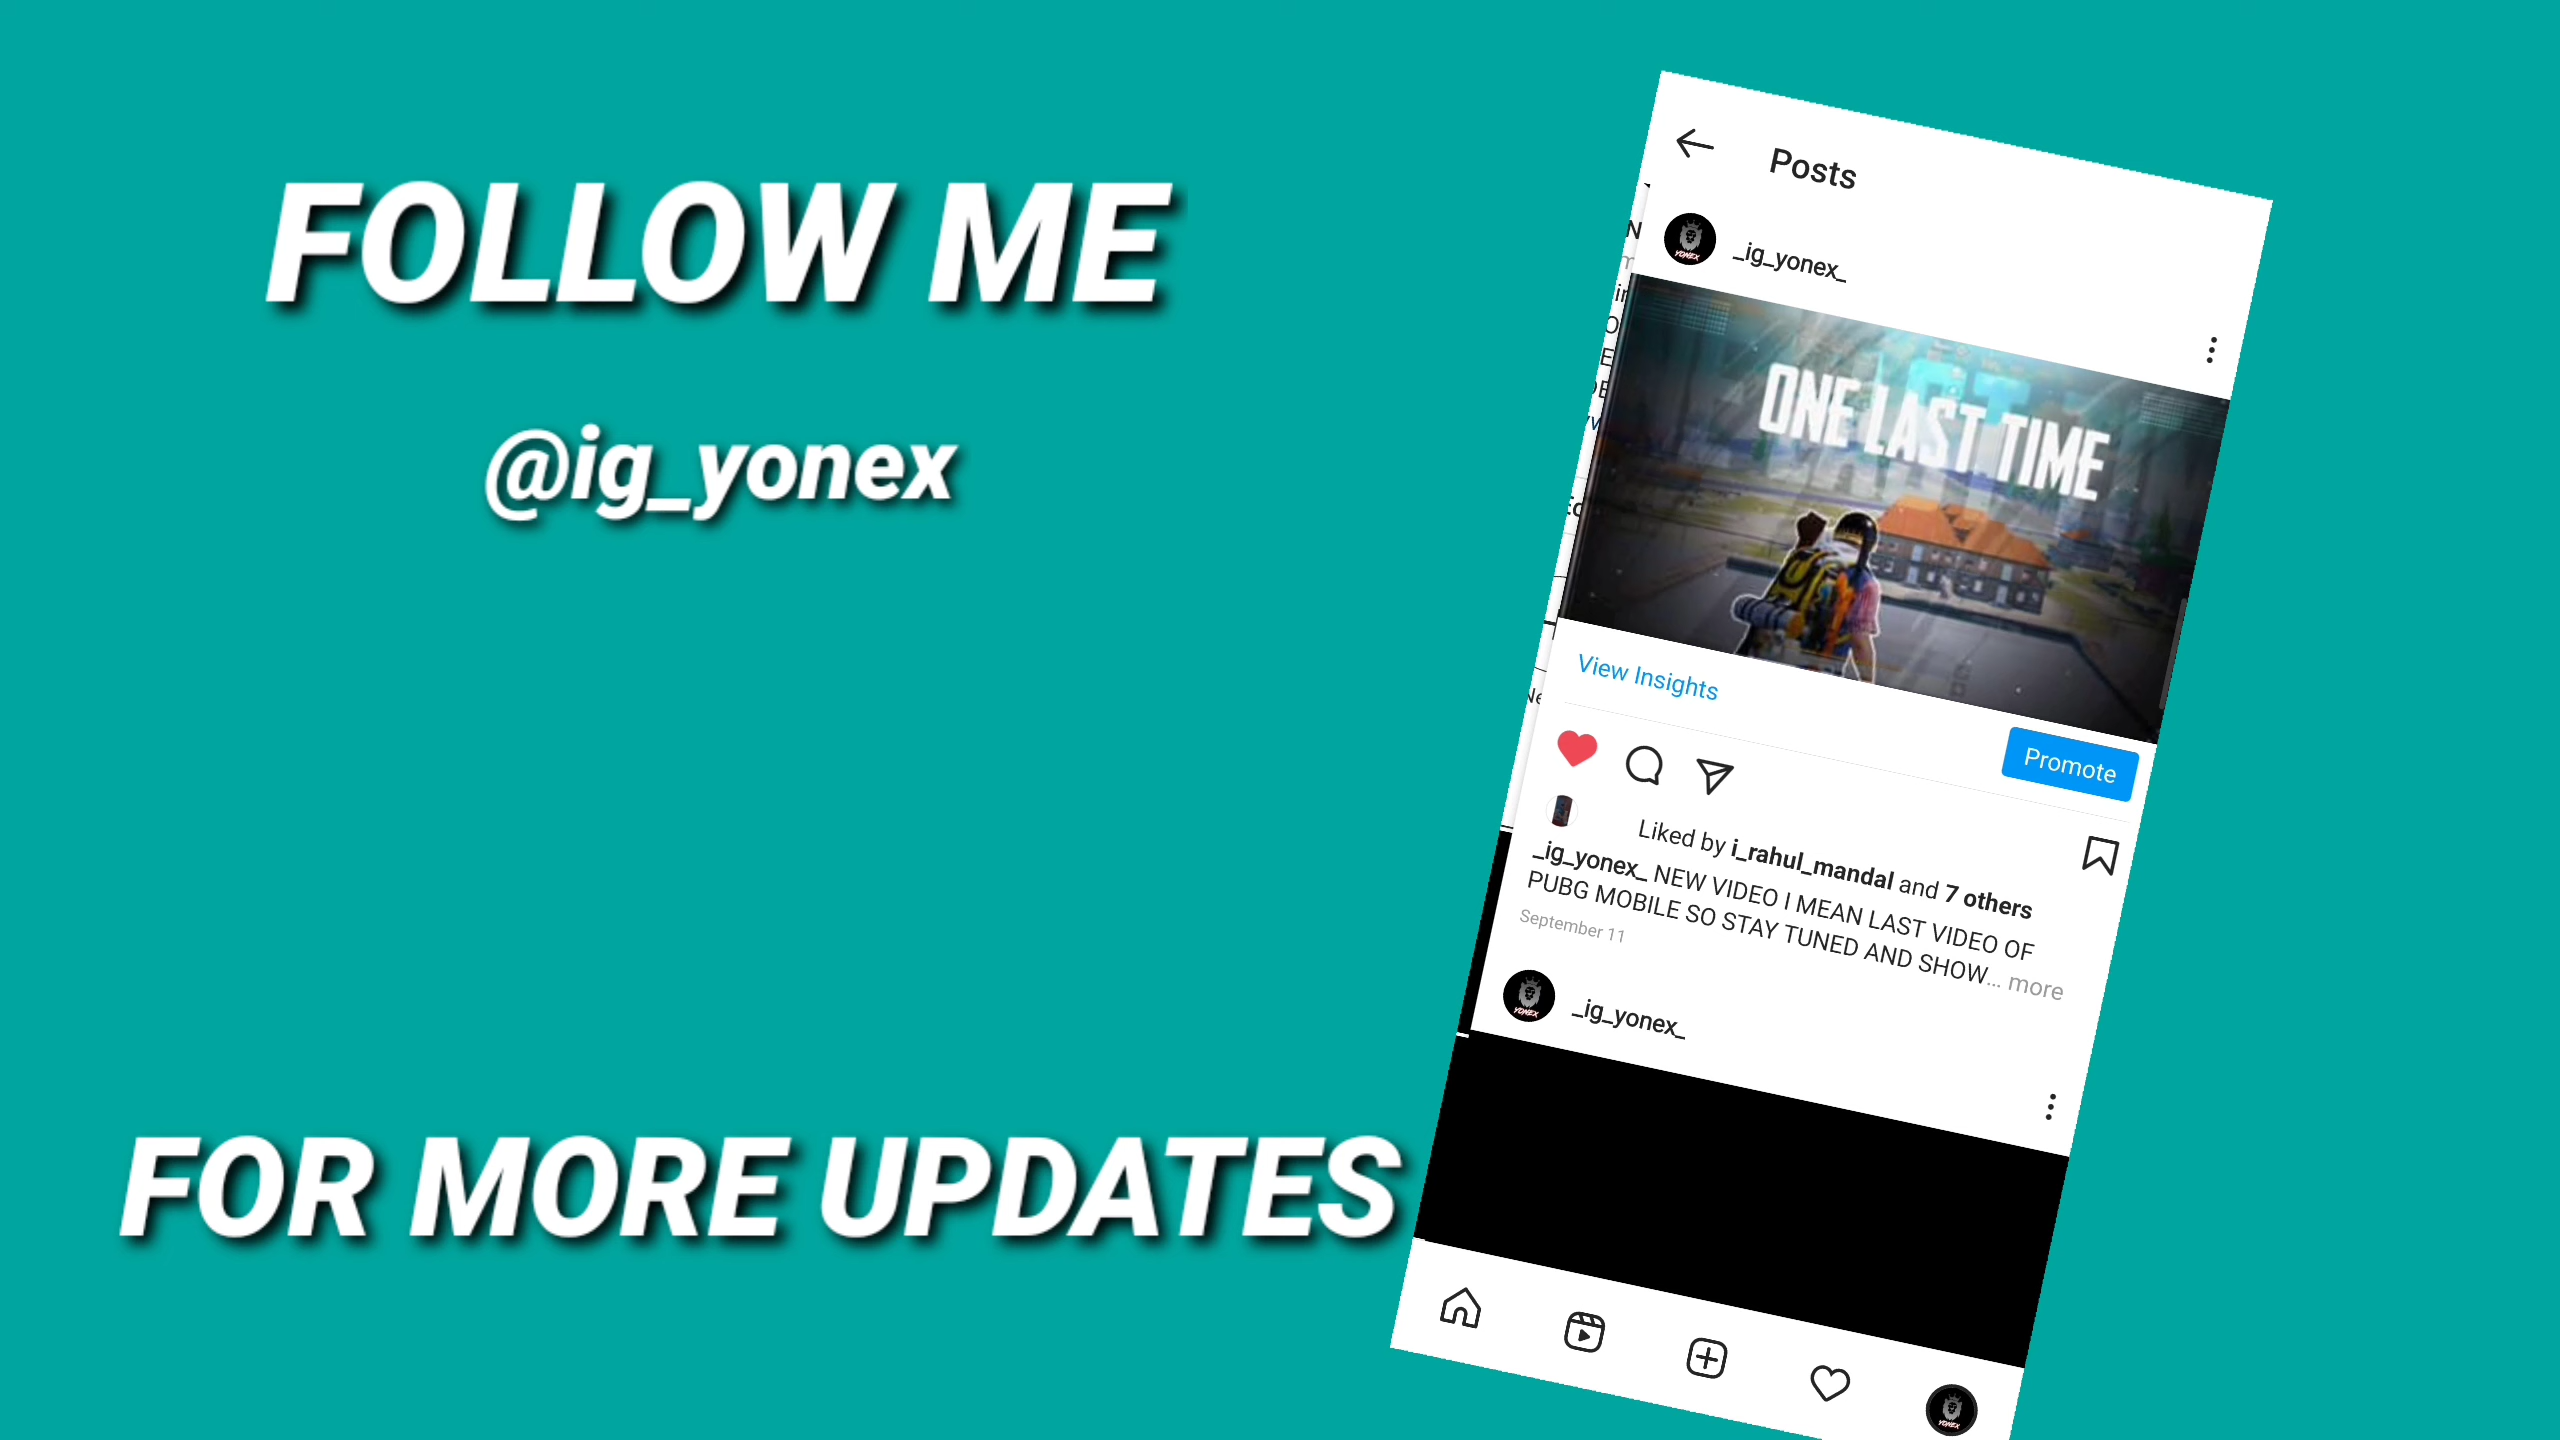 FOLLOW ME
@ig_yonex
FOR MORE UPDATES
Posts
_ig_yonex_
ONE LAST TIME
View Insights
Promote
Liked by i_rahul_mandal and 7 others
_ig_yonex_ NEW VIDEO I MEAN LAST VIDEO OF
PUBG MOBILE SO STAY TUNED AND SHOW... more
September 11
YONEX
_ig_yonex_